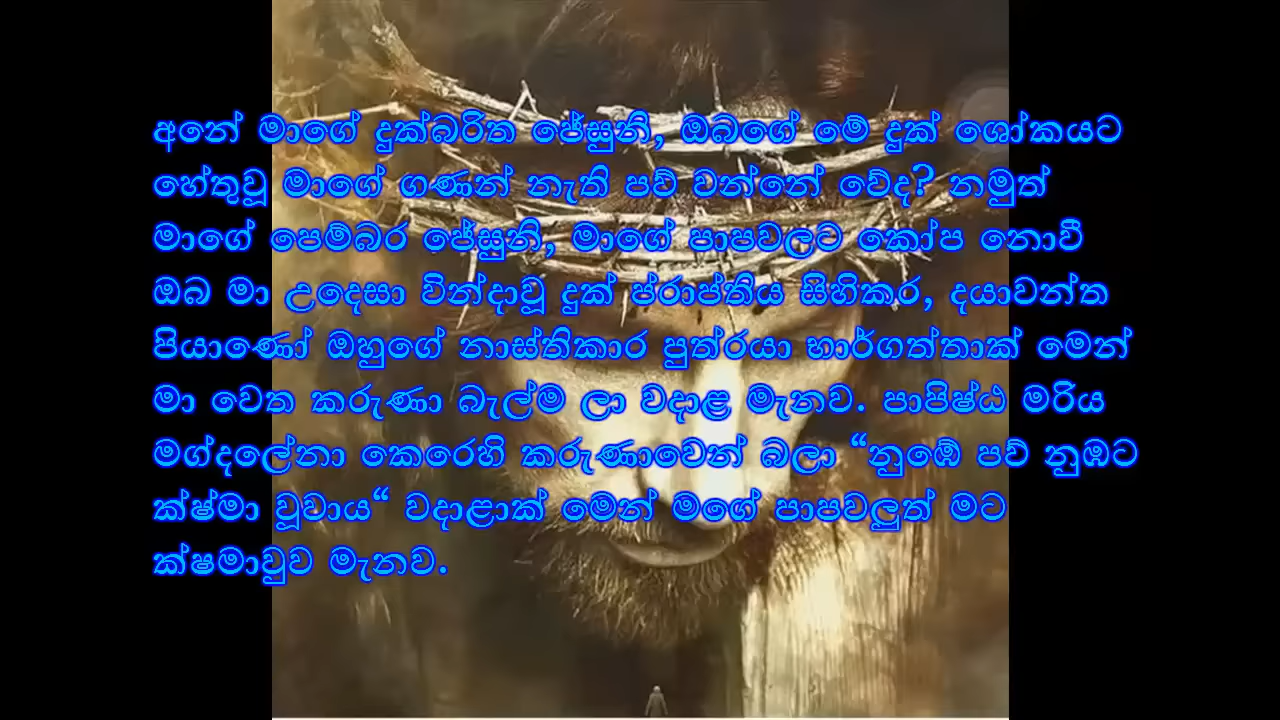 අනේ මාගේ දුක්බරිත ජේසුනි, ඔබගේ මේ දුක් ශෝකයට
හේතුවූ මාගේ ගණන් නැති පව් වන්නේ වේද? නමුත්
මාගේ පෙම්බර ජේසුනි, මාගේ පාපවලට කෝප නොවී
ඔබ මා උදෙසා වින්දාවූ දුක් ප්රාප්තිය සිහිකර, දයාවන්ත
පියාණෝ ඔහුගේ නාස්තිකාර පුත්රයා භාර්ගත්තාක් මෙන්
මා වෙත කරුණා බැල්ම ලා වදාළ මැනව. පාපිෂ්ඨ මරිය
මග්දලේනා කෙරෙහි කරුණාවෙන් බලා “නුඹේ පව් නුඹට
ක්ෂ්මා වූවාය“ වදාළාක් මෙන් මගේ පාපවලුත් මට
ක්ෂමාවුව මැනව.